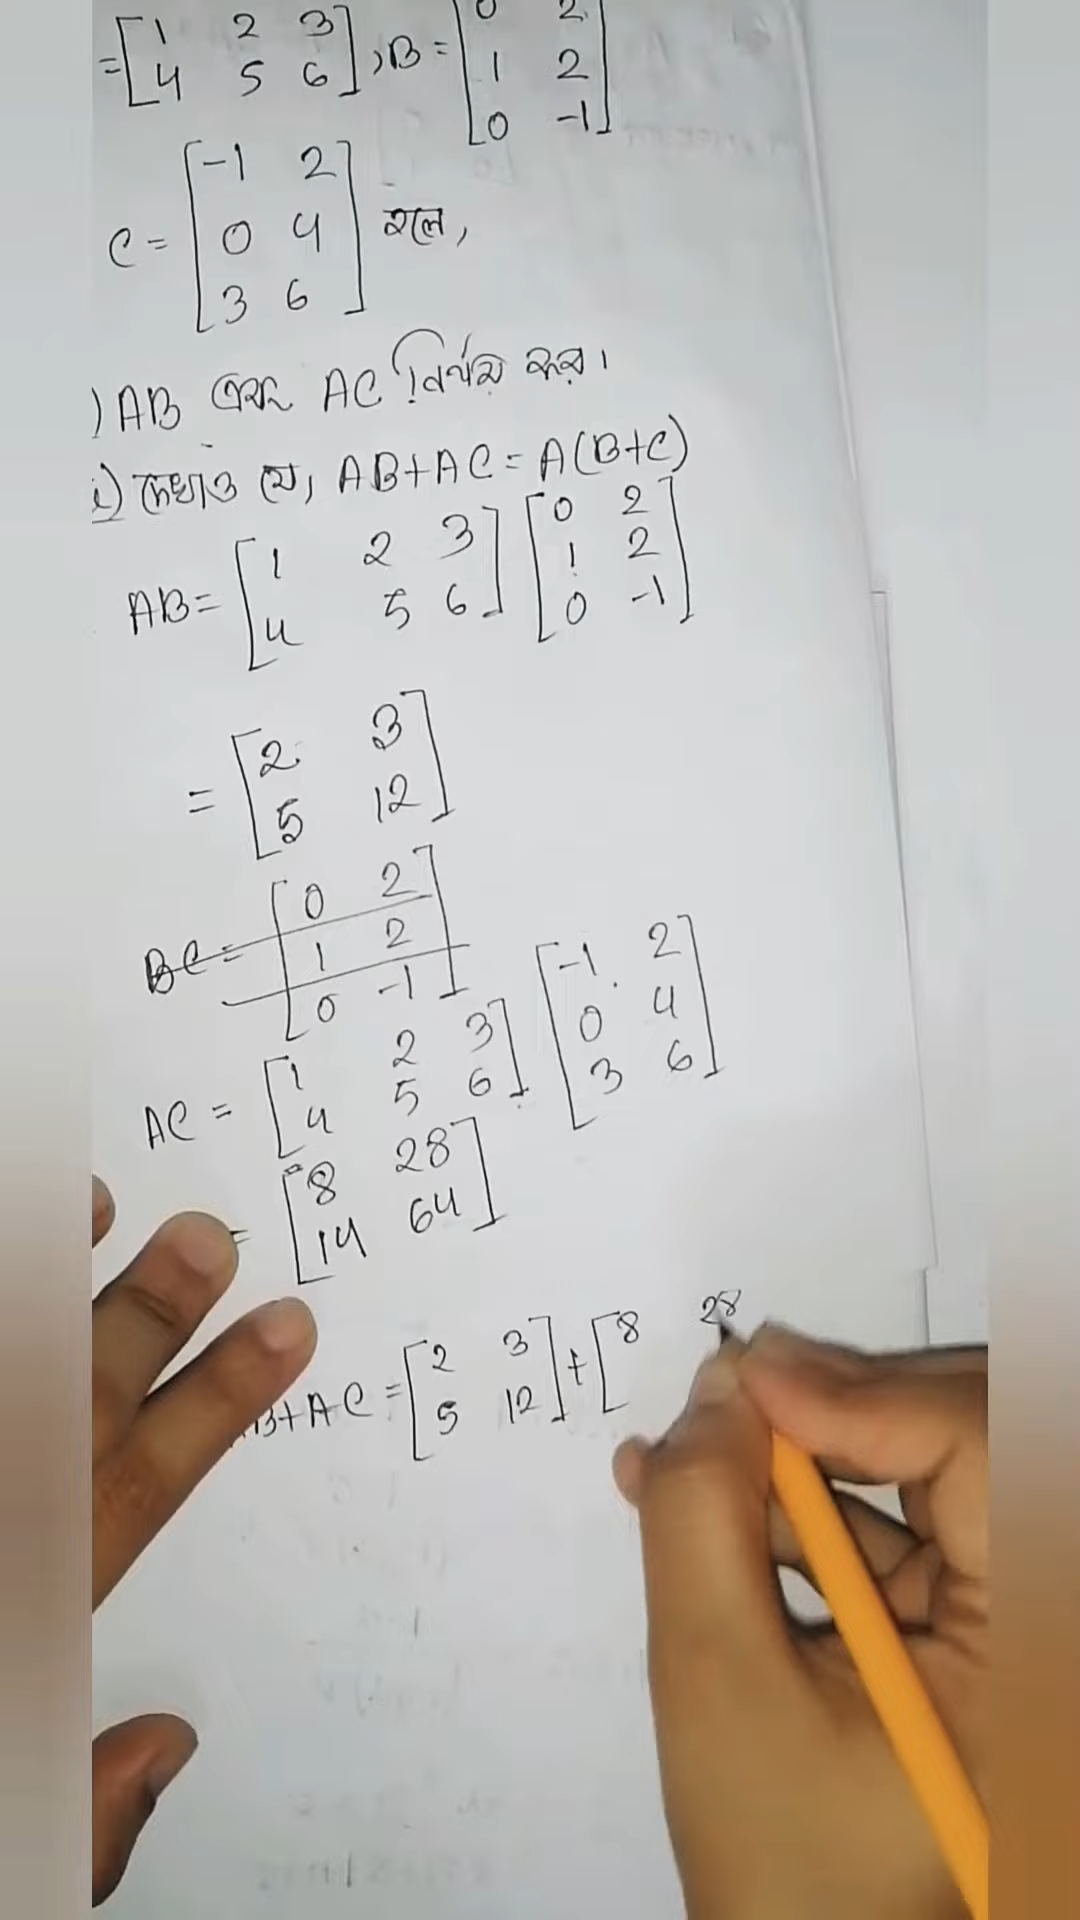 = [1 2 3
4 5 6], B = [0 2
1 2
0 -1]
C = [-1 2
0 4
3 6] হলে,
) AB এবং AC নির্ণয় কর।
i) দেখাও যে, AB+AC = A(B+C)
AB = [1 2 3
4 5 6] [0 2
1 2
0 -1]
= [2 3
5 12]
BC = [0 2
1 2
0 -1]
AC = [1 2 3
4 5 6] [-1 2
0 4
3 6]
= [8 28
14 64]
B+AC = [2 3
5 12] + [8 28